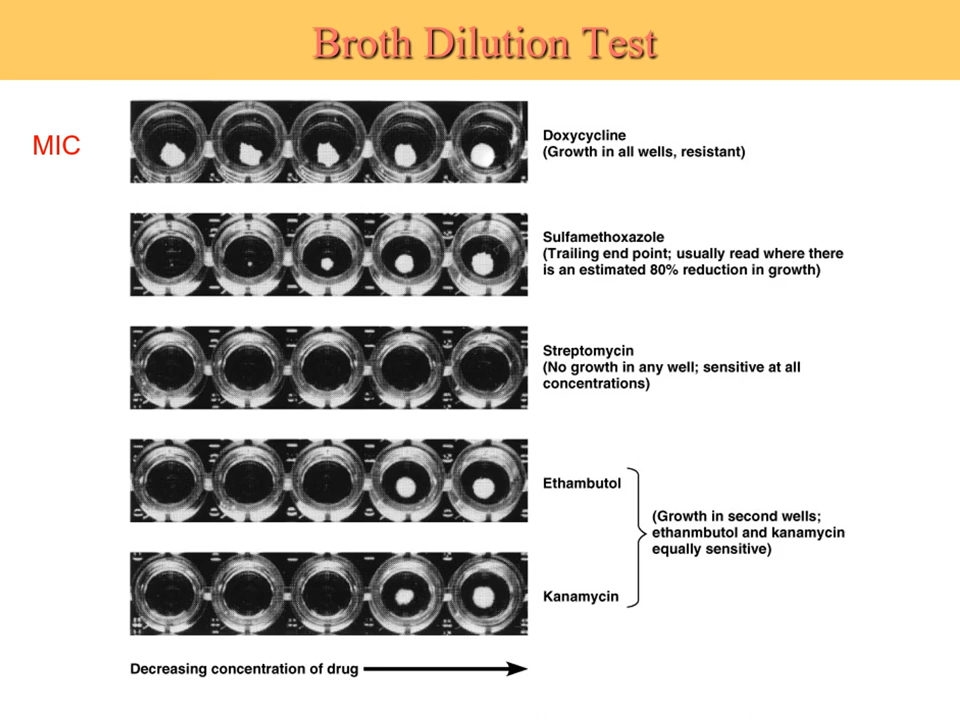 Broth Dilution Test
MIC
Doxycycline
(Growth in all wells, resistant)
Sulfamethoxazole
(Trailing end point; usually read where there
is an estimated 80% reduction in growth)
Streptomycin
(No growth in any well; sensitive at all
concentrations)
Ethambutol
(Growth in second wells;
ethanmbutol and kanamycin
equally sensitive)
Kanamycin
Decreasing concentration of drug